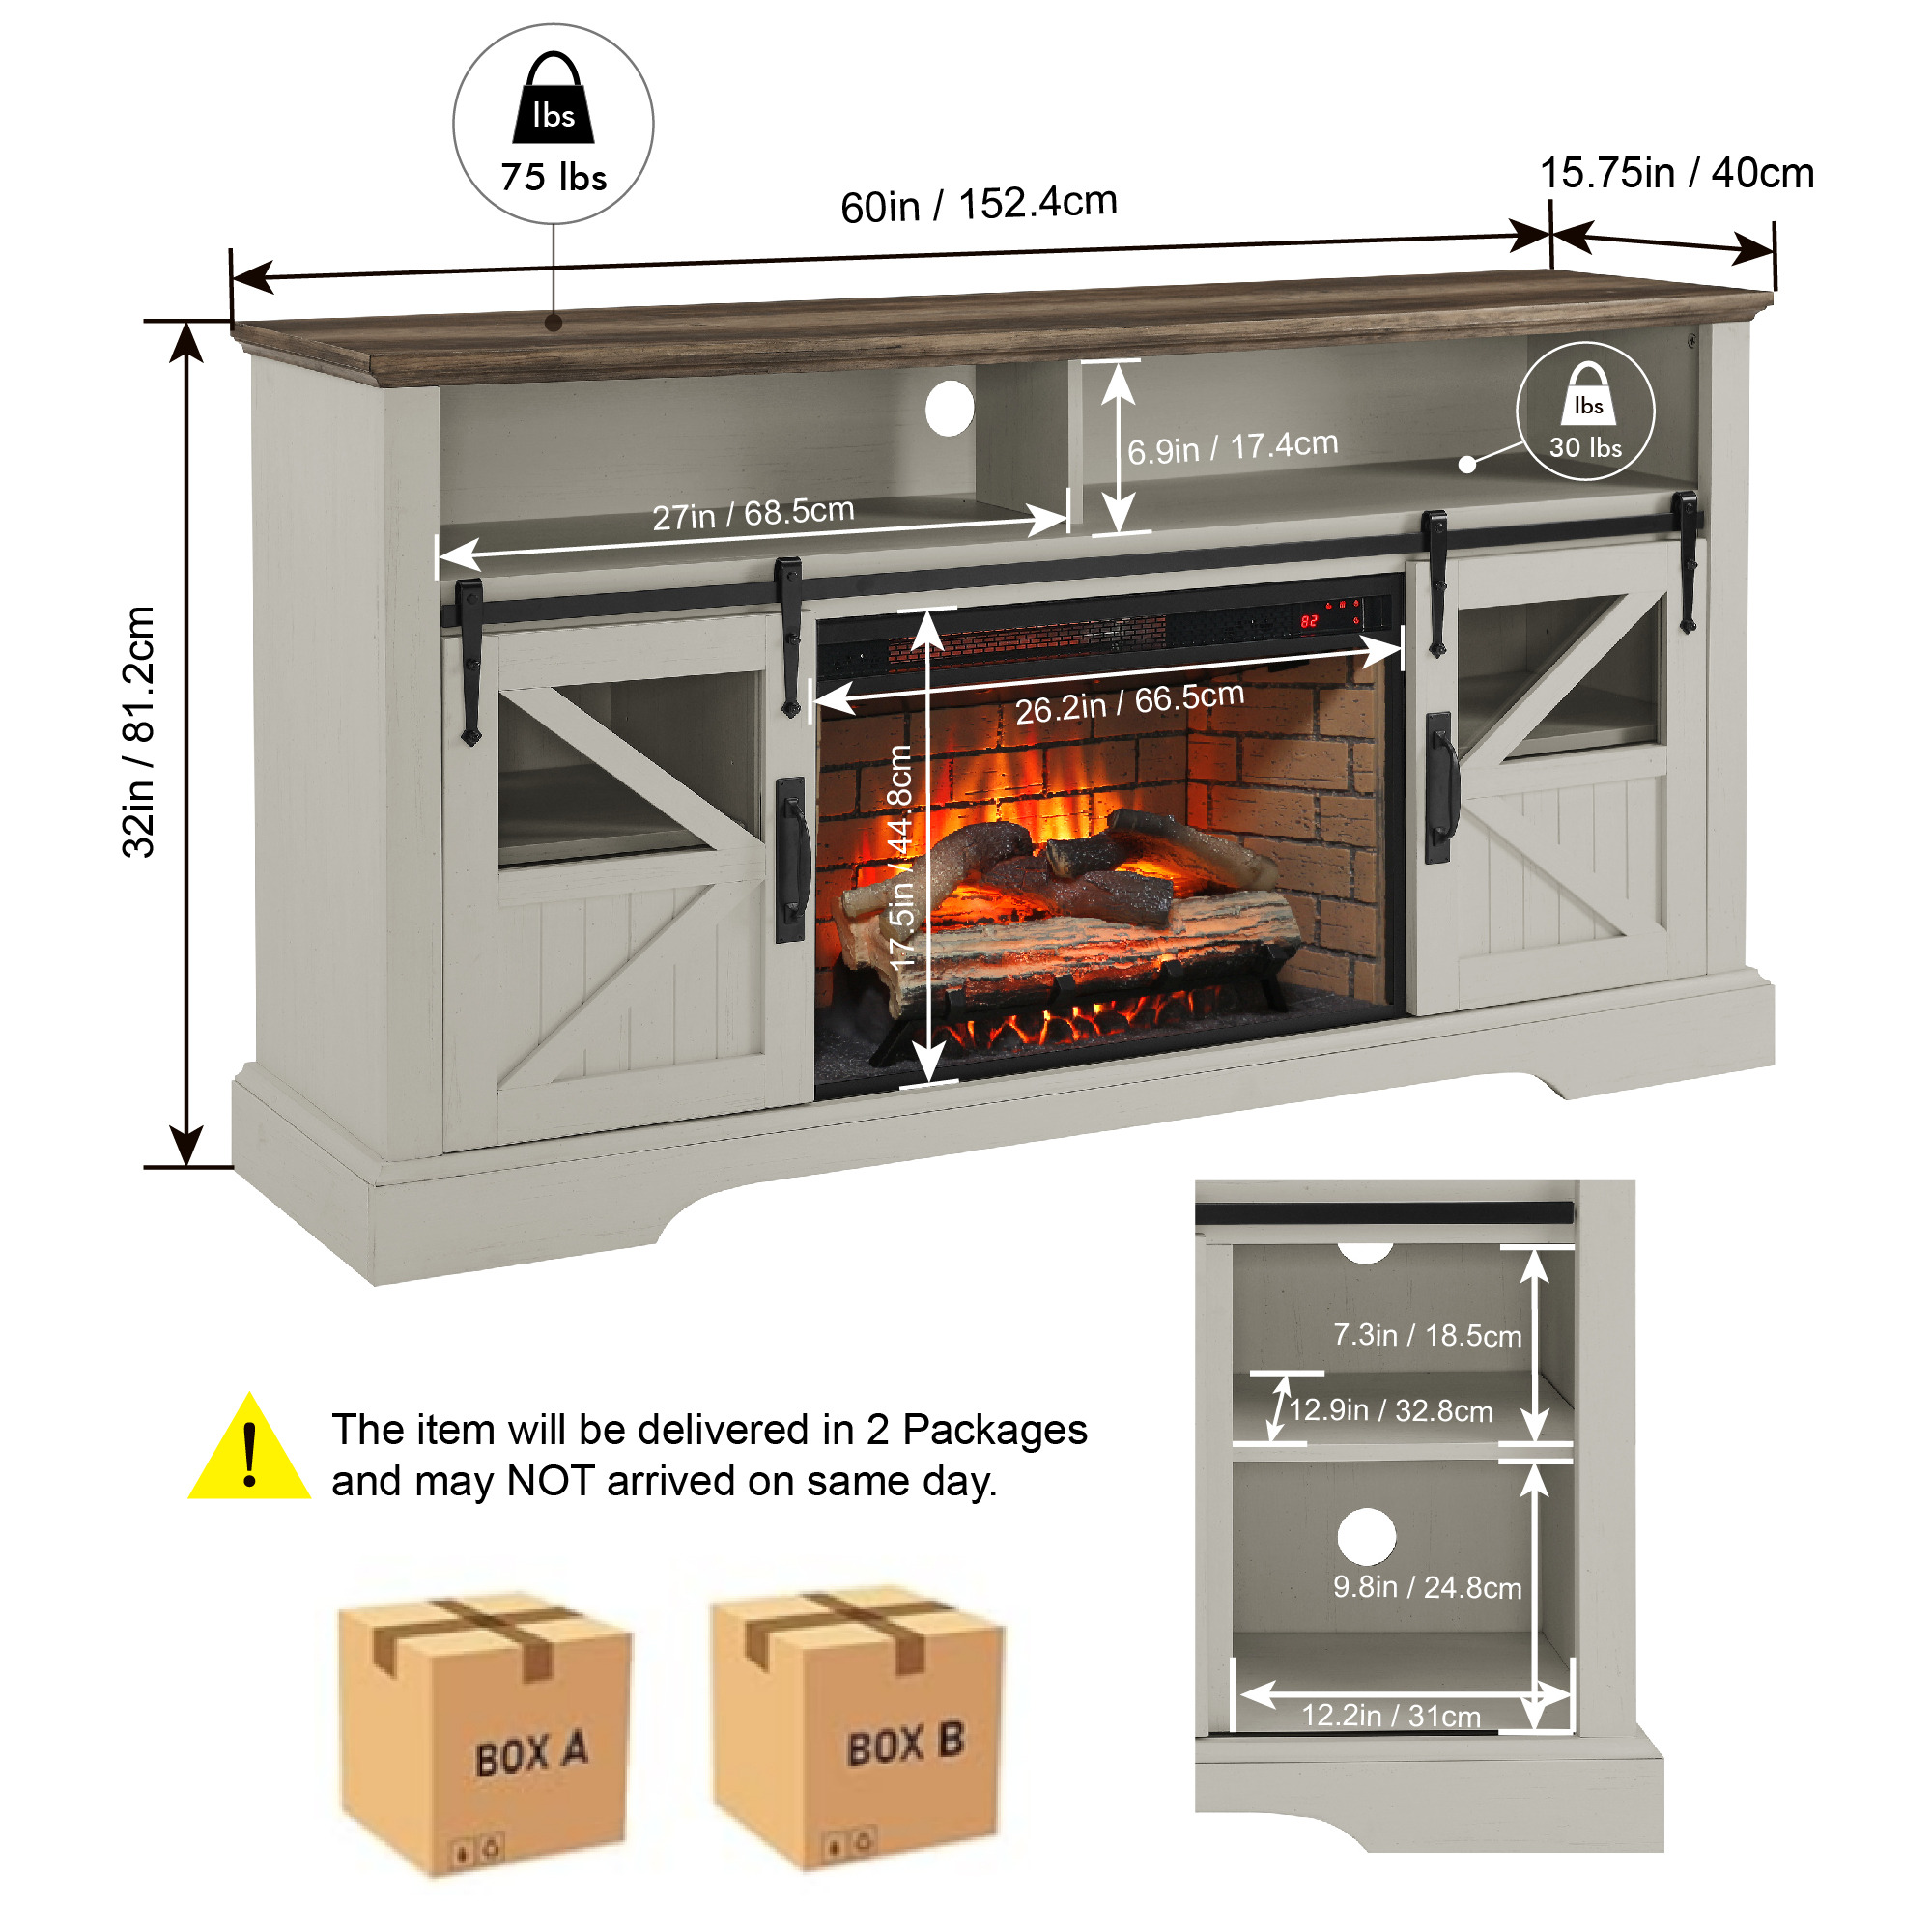 lbs
75 lbs
60in / 152.4cm
15.75in / 40cm
32in / 81.2cm
lbs
30 lbs
6.9in / 17.4cm
27in / 68.5cm
82
26.2in / 66.5cm
17.5in / 44.8cm
7.3in / 18.5cm
12.9in / 32.8cm
9.8in / 24.8cm
12.2in / 31cm
! The item will be delivered in 2 Packages
and may NOT arrived on same day.
BOX A
BOX B